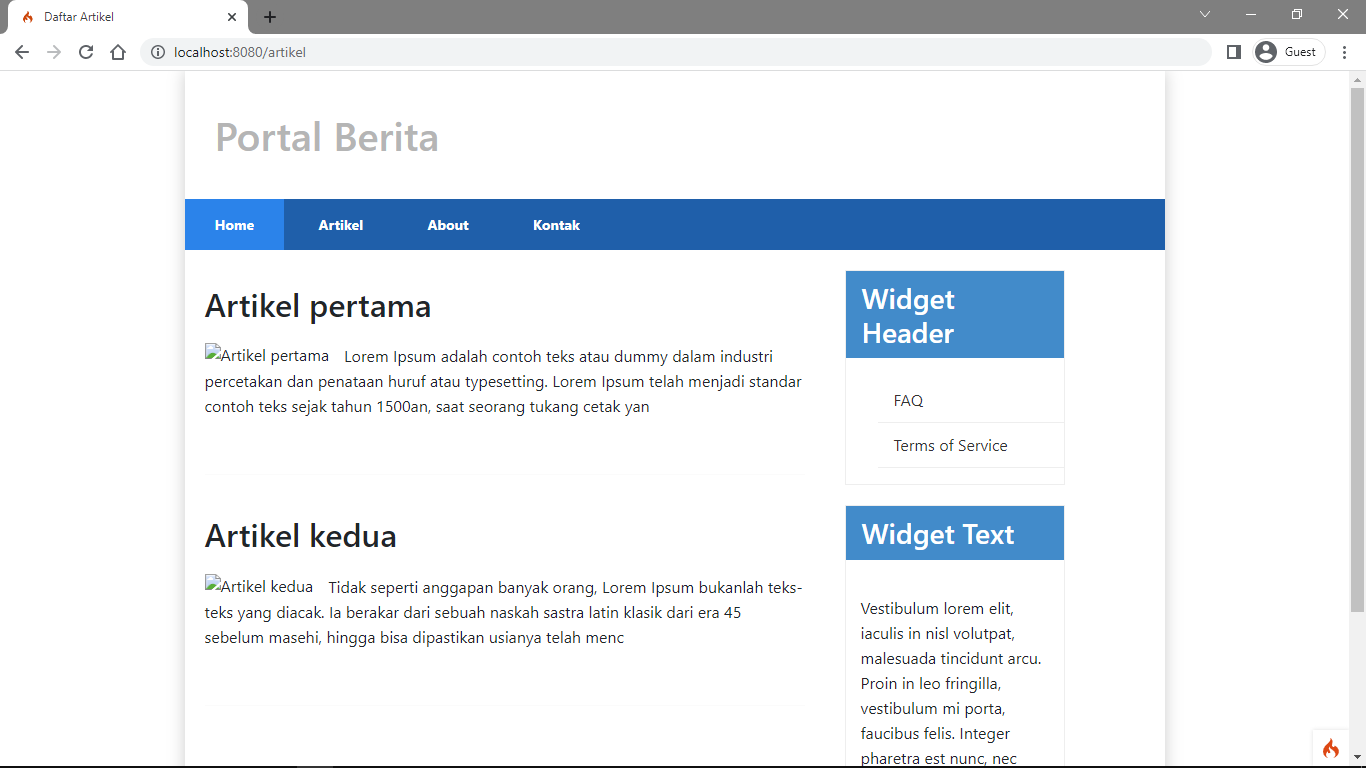 Daftar Artikel
localhost:8080/artikel
Guest
Portal Berita
Home Artikel About Kontak
Artikel pertama
Artikel pertama Lorem Ipsum adalah contoh teks atau dummy dalam industri
percetakan dan penataan huruf atau typesetting. Lorem Ipsum telah menjadi standar
contoh teks sejak tahun 1500an, saat seorang tukang cetak yan
Artikel kedua
Artikel kedua Tidak seperti anggapan banyak orang, Lorem Ipsum bukanlah teks-
teks yang diacak. Ia berakar dari sebuah naskah sastra latin klasik dari era 45
sebelum masehi, hingga bisa dipastikan usianya telah menc
Widget
Header
FAQ
Terms of Service
Widget Text
Vestibulum lorem elit,
iaculis in nisl volutpat,
malesuada tincidunt arcu.
Proin in leo fringilla,
vestibulum mi porta,
faucibus felis. Integer
pharetra est nunc, nec